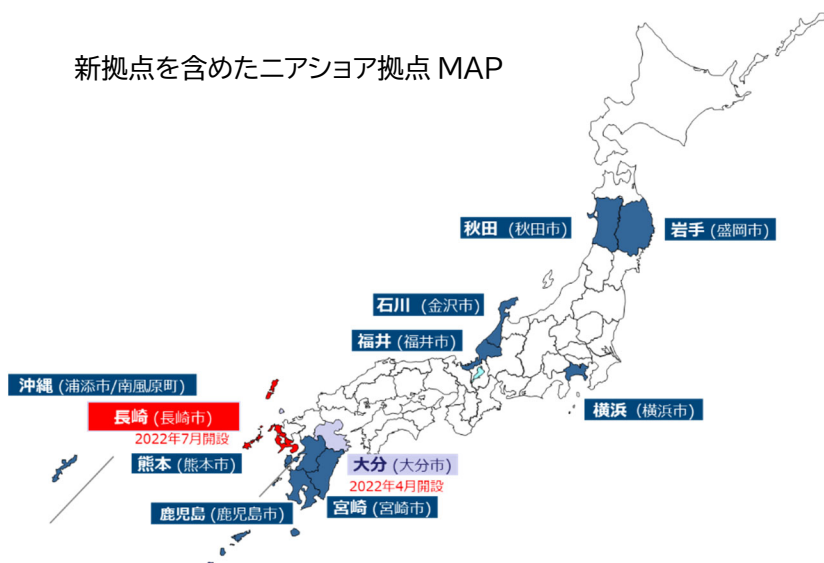 新拠点を含めたニアショア拠点 MAP
秋田 (秋田市)
岩手 (盛岡市)
石川 (金沢市)
福井 (福井市)
沖縄 (浦添市/南風原町)
長崎 (長崎市)
2022年7月開設
横浜 (横浜市)
熊本 (熊本市)
大分 (大分市)
2022年4月開設
鹿児島 (鹿児島市)
宮崎 (宮崎市)